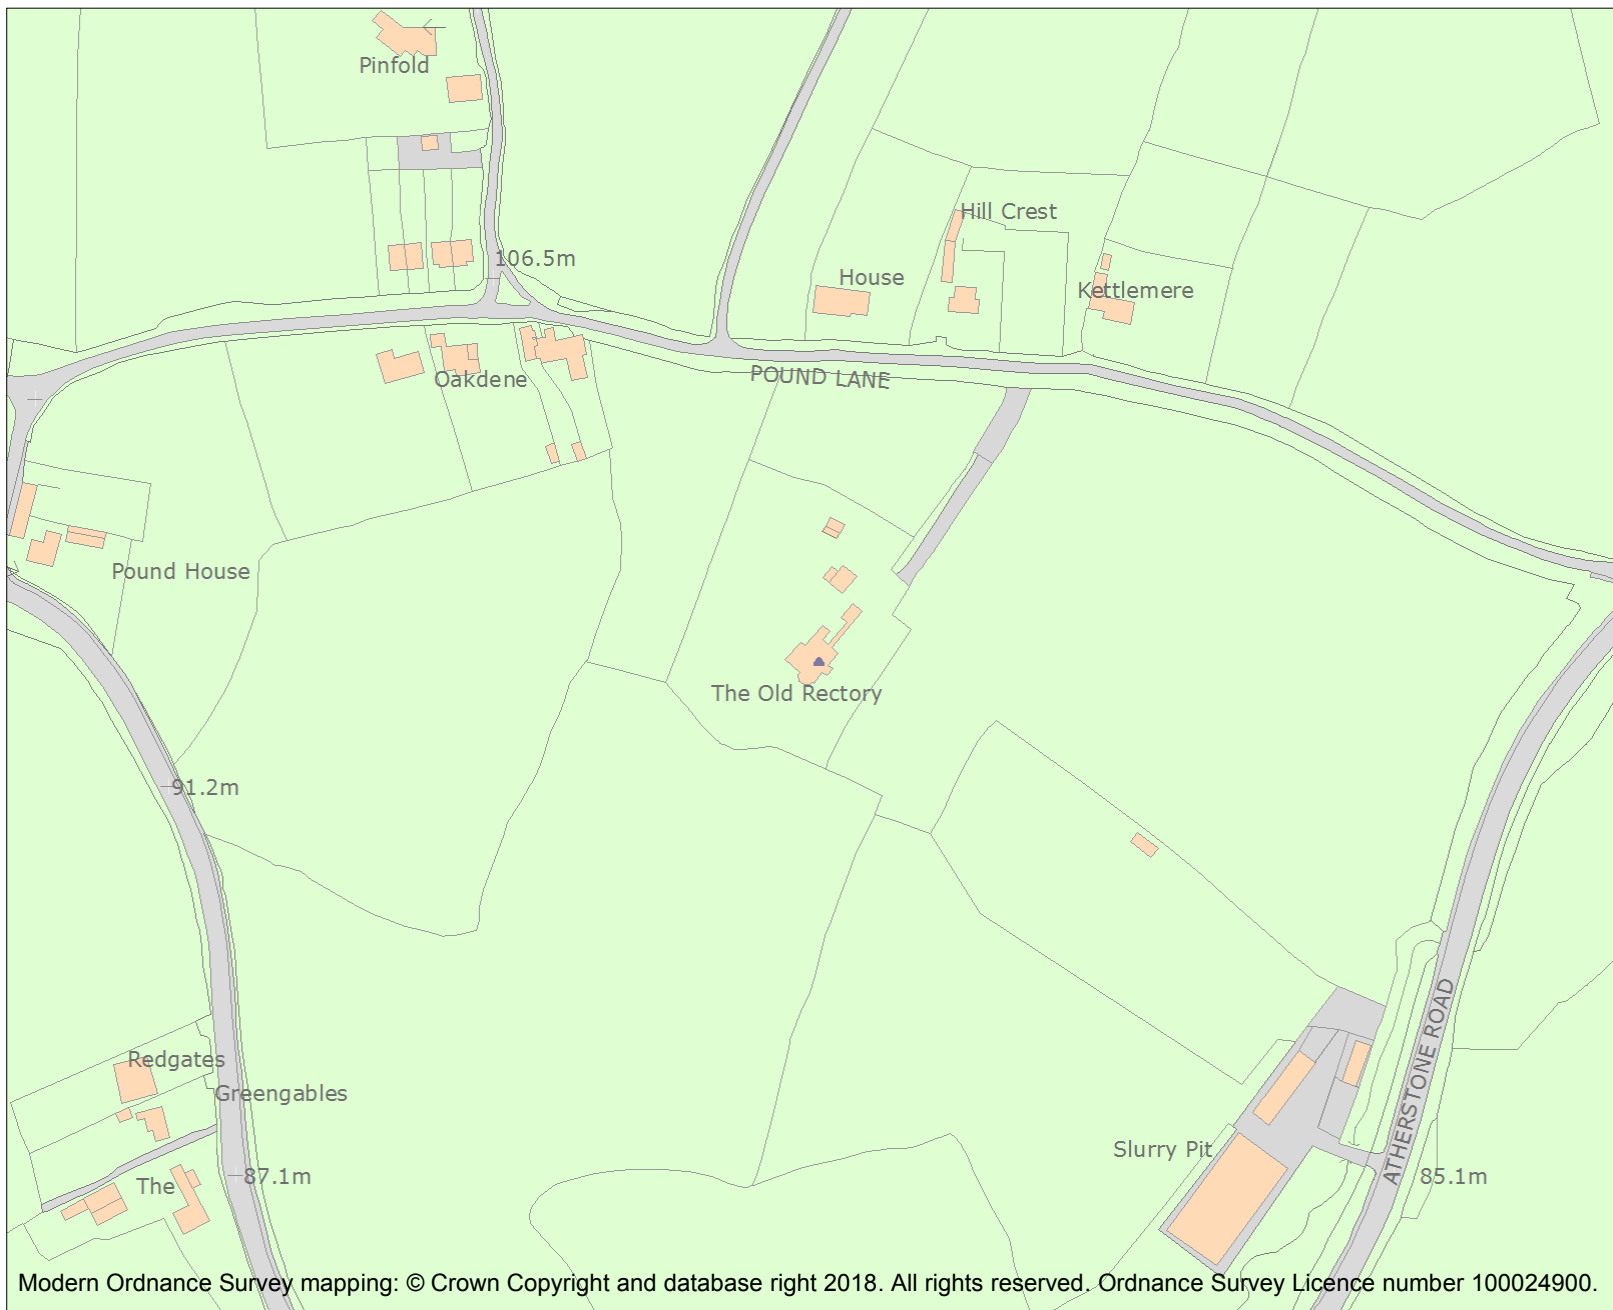 Pinfold
Hill Crest
106.5m
House
Kettlemere
POUND LANE
Oakdene
Pound House
The Old Rectory
91.2m
ATHERSTONE ROAD
Redgates
Greengables
Slurry Pit
The
87.1m
85.1m
Modern Ordnance Survey mapping: © Crown Copyright and database right 2018. All rights reserved. Ordnance Survey Licence number 100024900.